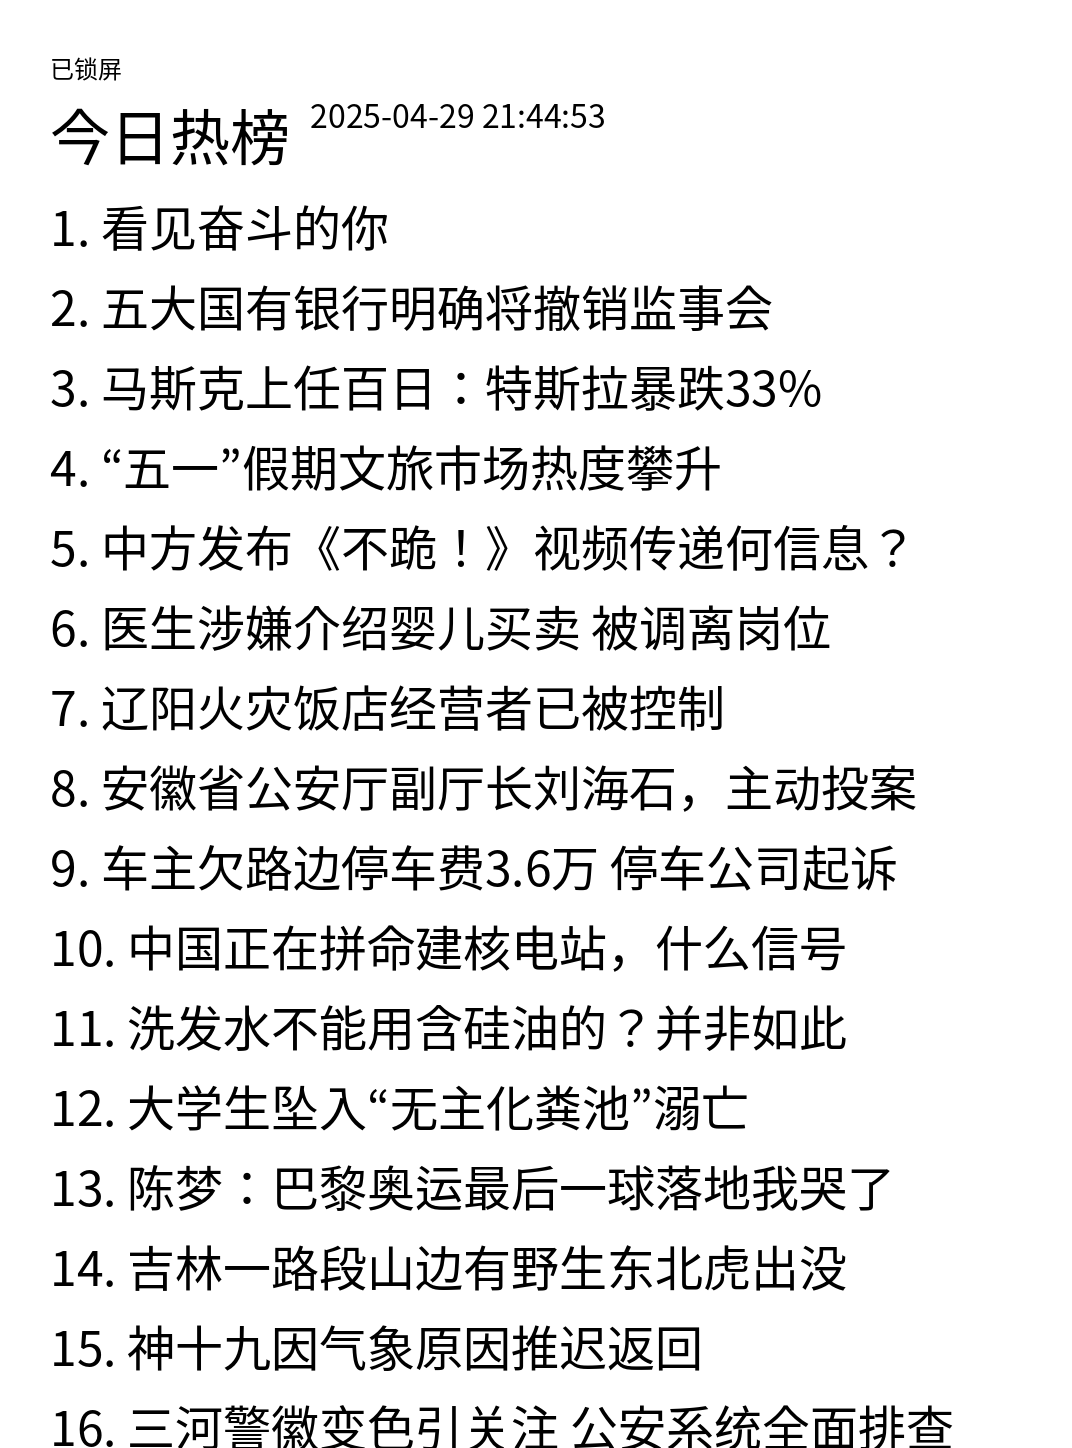 已锁屏
今日热榜 2025-04-29 21:44:53
1. 看见奋斗的你
2. 五大国有银行明确将撤销监事会
3. 马斯克上任百日：特斯拉暴跌33%
4. “五一”假期文旅市场热度攀升
5. 中方发布《不跪！》视频传递何信息？
6. 医生涉嫌介绍婴儿买卖 被调离岗位
7. 辽阳火灾饭店经营者已被控制
8. 安徽省公安厅副厅长刘海石，主动投案
9. 车主欠路边停车费3.6万 停车公司起诉
10. 中国正在拼命建核电站，什么信号
11. 洗发水不能用含硅油的？并非如此
12. 大学生坠入“无主化粪池”溺亡
13. 陈梦：巴黎奥运最后一球落地我哭了
14. 吉林一路段山边有野生东北虎出没
15. 神十九因气象原因推迟返回
16. 三河警徽变色引关注 公安系统全面排查